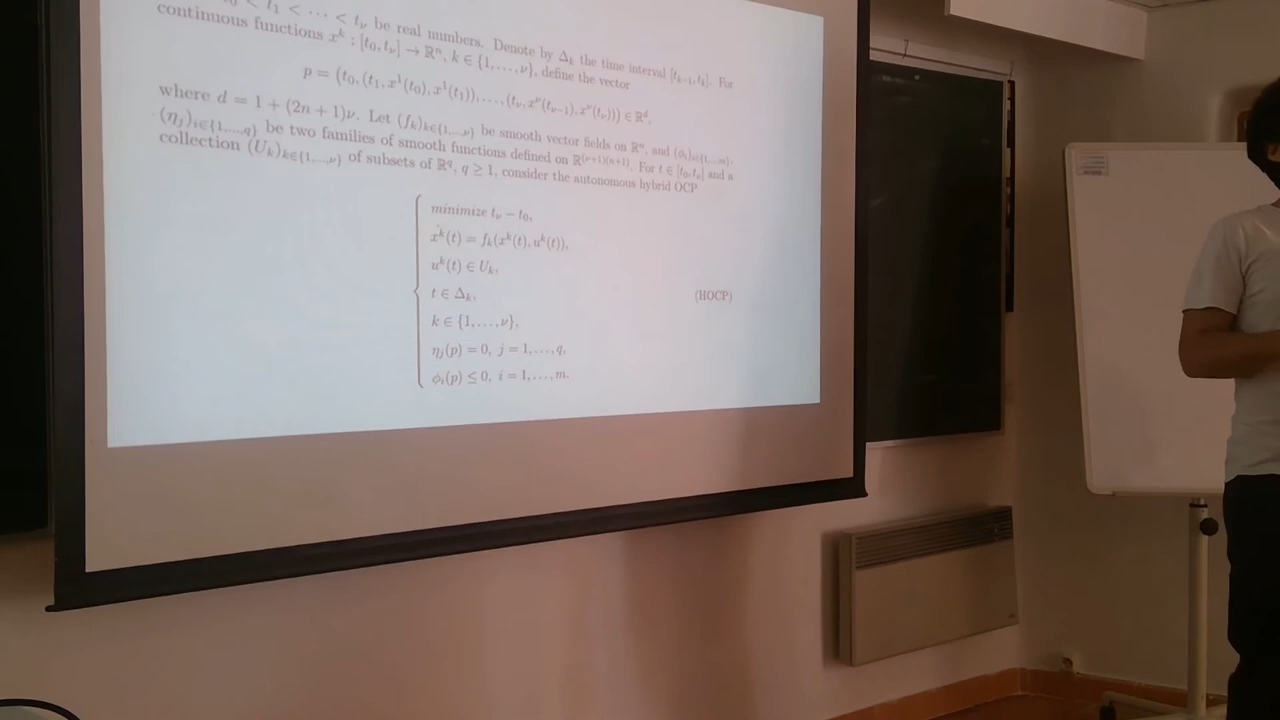 < t_1 < ⋯ < t_ν be real numbers. Denote by Δ_k the time interval [t_{k−1}, t_k]. For
continuous functions x^k : [t_0, t_ν] → ℝ^n, k ∈ {1, …, ν}, define the vector
p = (t_0, (t_1, x^1(t_0), x^1(t_1)), …, (t_ν, x^ν(t_{ν−1}), x^ν(t_ν))) ∈ ℝ^d,
where d = 1 + (2n + 1)ν. Let (f_k)_{k∈{1,…,ν}} be smooth vector fields on ℝ^n, and (ϕ_i)_{i∈{1,…,m}},
(η_j)_{i∈{1,…,q}} be two families of smooth functions defined on ℝ^{(ν+1)(n+1)}. For t ∈ [t_0, t_ν] and a
collection (U_k)_{k∈{1,…,ν}} of subsets of ℝ^q, q ≥ 1, consider the autonomous hybrid OCP
minimize t_ν − t_0,
ẋ^k(t) = f_k(x^k(t), u^k(t)),
u^k(t) ∈ U_k,
t ∈ Δ_k, (HOCP)
k ∈ {1, …, ν},
η_j(p) = 0, j = 1, …, q,
ϕ_i(p) ≤ 0, i = 1, …, m.